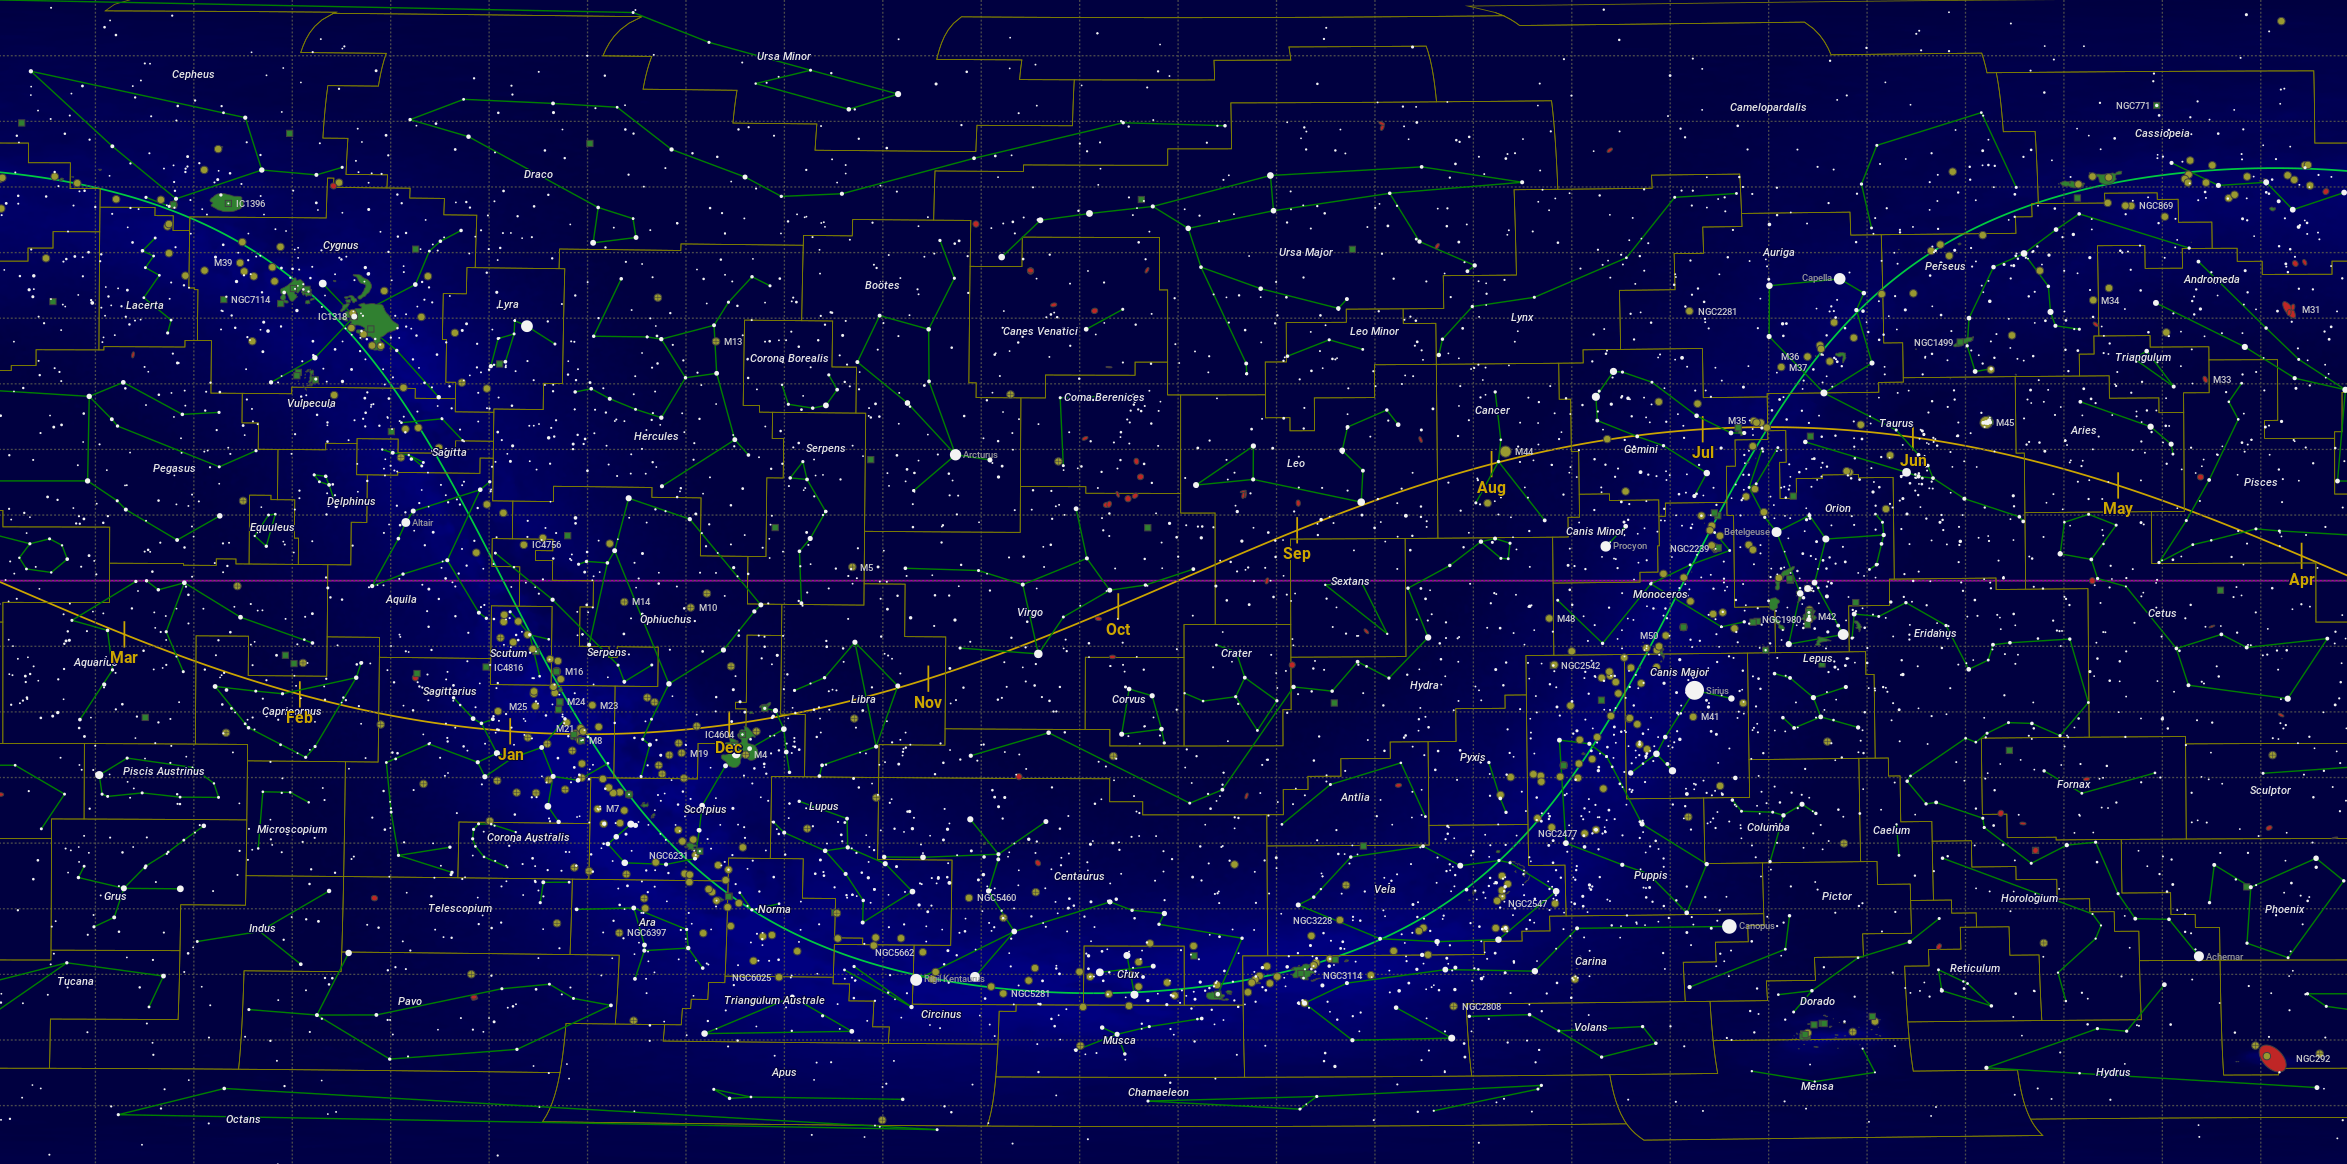 Ursa Minor
Cepheus
Camelopardalis
NGC771
Cassiopeia
Draco
IC1396
NGC869
Cygnus
Boötes
Ursa Major
Auriga
Perseus
M39
Capella
Andromeda
NGC7114
Lacerta
Lyra
IC1318
Canes Venatici
Leo Minor
Lynx
NGC2281
M34
M31
M13
Corona Borealis
NGC1499
M36
M37
Triangulum
M33
Vulpecula
Coma Berenices
Cancer
Hercules
M35
Taurus
M45
Aries
Sagitta
Serpens
Arcturus
Leo
M44
Gemini
Jul
Jun
Pegasus
Aug
Pisces
Delphinus
May
Equuleus
Altair
Orion
Canis Minor
Betelgeuse
IC4756
Procyon
NGC2239
Sep
M5
Sextans
Apr
Aquila
M14
M10
Monoceros
Virgo
Ophiuchus
M48
NGC1980
M42
Cetus
Oct
M50
Eridanus
Aquarius
Mar
Scutum
Serpens
Crater
Lepus
IC4816
M16
NGC2542
Canis Major
Sagittarius
Hydra
Sirius
Libra
Corvus
Nov
M25
M24
M23
Capricornus
Feb
M41
M21
M8
IC4604
Dec
Jan
M19
M4
Pyxis
Piscis Austrinus
Fornax
Sculptor
Antlia
M7
Scorpius
Lupus
Microscopium
Corona Australis
NGC2477
Columba
Caelum
NGC6231
Centaurus
Vela
Puppis
Grus
NGC5460
NGC2547
Pictor
Horologium
Telescopium
Norma
Phoenix
Indus
Ara
NGC6397
NGC3228
Canopus
NGC5662
Achernar
Carina
Tucana
NGC6025
Rigil Kentaurus
Crux
NGC3114
Reticulum
Pavo
Triangulum Australe
NGC5281
Circinus
NGC2808
Dorado
Volans
Musca
NGC292
Apus
Hydrus
Chamaeleon
Mensa
Octans